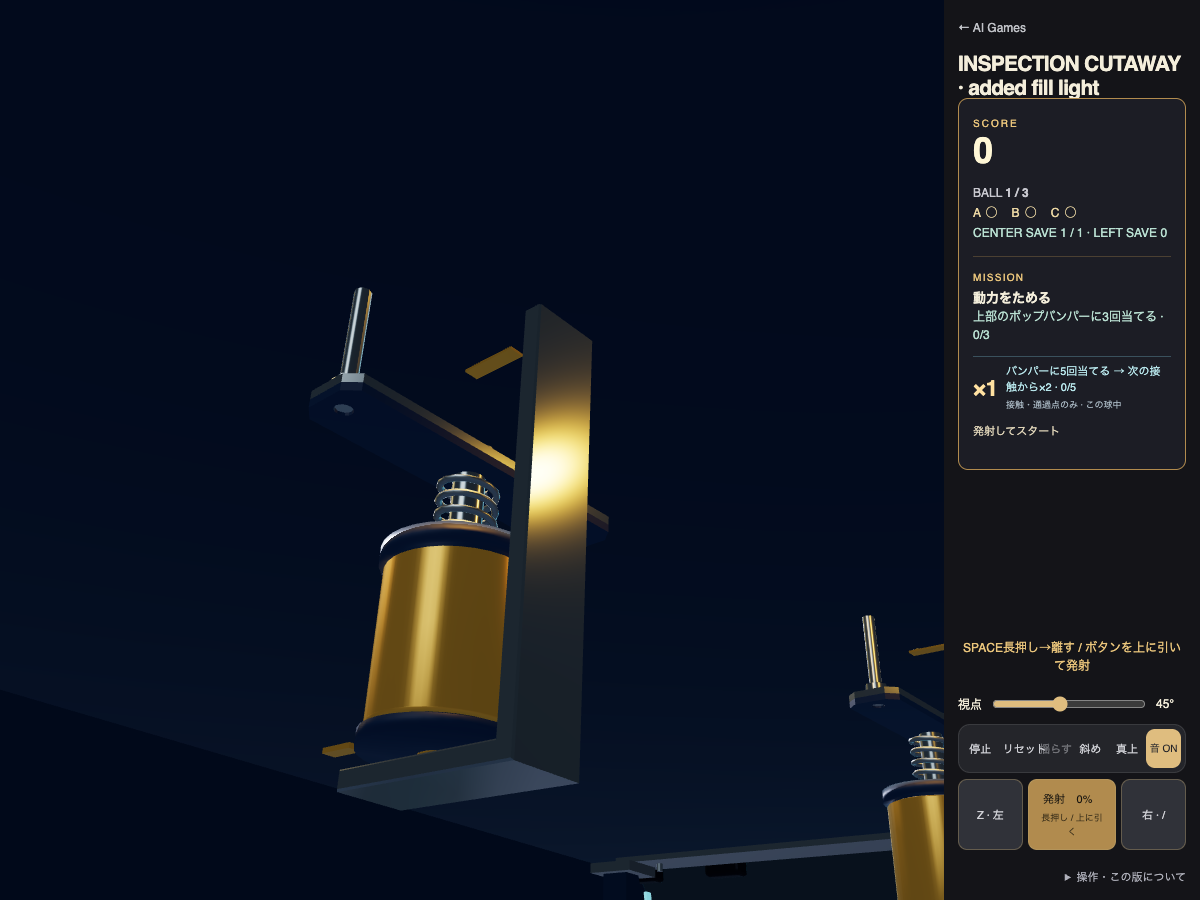 ← AI Games
INSPECTION CUTAWAY
· added fill light
SCORE
0
BALL 1 / 3
A ○ B ○ C ○
CENTER SAVE 1 / 1 · LEFT SAVE 0
MISSION
動力をためる
上部のポップバンパーに3回当てる ·
0/3
×1
バンパーに5回当てる → 次の接
触から×2 · 0/5
接触・通過点のみ · この球中
発射してスタート
SPACE長押し→離す / ボタンを上に引い
て発射
視点 45°
停止 リセット 揺らす 斜め 真上 音 ON
Z · 左
発射 0%
長押し / 上に引
く
右 · /
▶ 操作・この版について